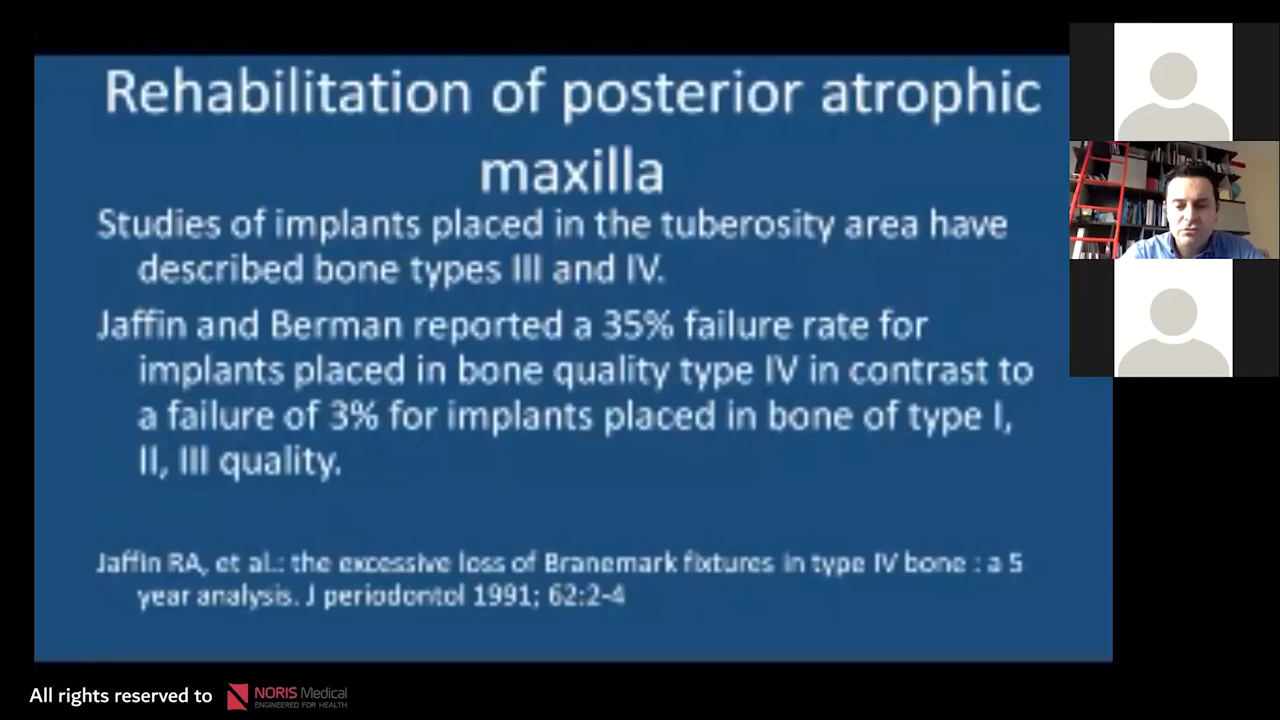 Rehabilitation of posterior atrophic
maxilla
Studies of implants placed in the tuberosity area have
described bone types III and IV.
Jaffin and Berman reported a 35% failure rate for
implants placed in bone quality type IV in contrast to
a failure of 3% for implants placed in bone of type I,
II, III quality.
Jaffin RA, et al.: the excessive loss of Branemark fixtures in type IV bone : a 5
year analysis. J periodontol 1991; 62:2-4
All rights reserved to
NORIS Medical
ENGINEERED FOR HEALTH